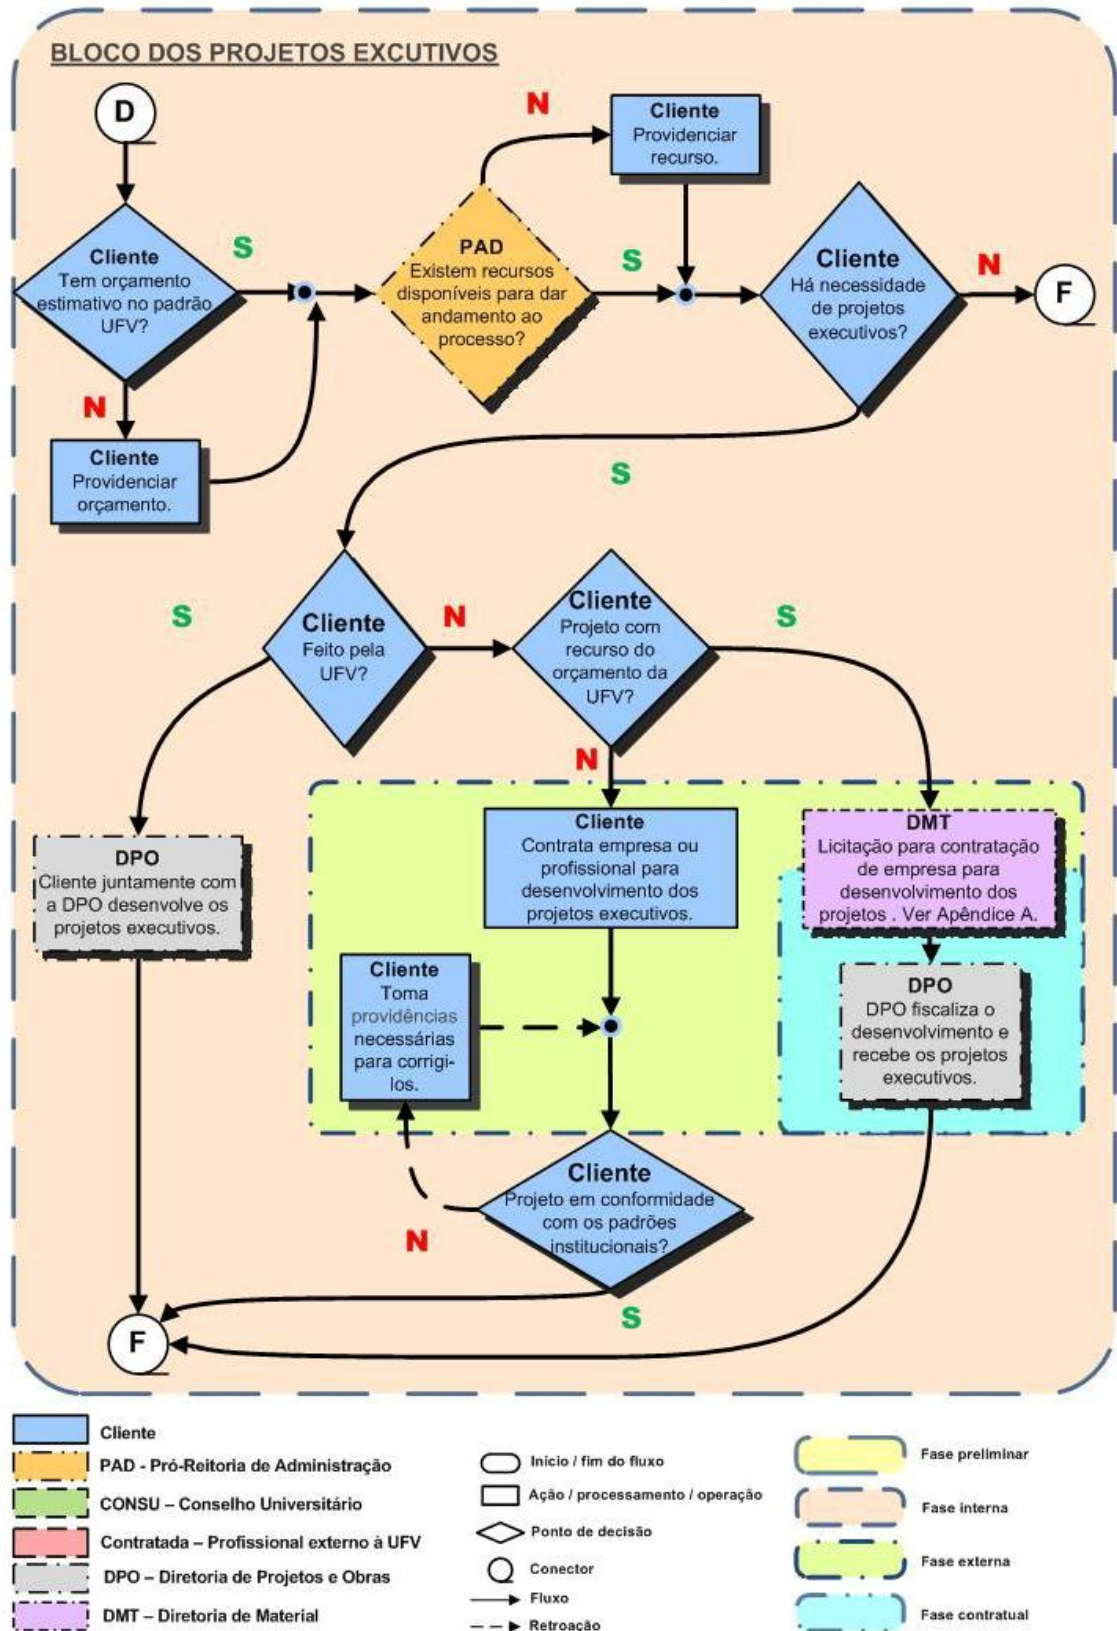 BLOCO DOS PROJETOS EXCUTIVOS
D
Cliente
Tem orçamento
estimativo no padrão
UFV?
S
N
Cliente
Providenciar
orçamento.
PAD
Existem recursos
disponíveis para dar
andamento ao
processo?
N
Cliente
Providenciar
recurso.
S
Cliente
Há necessidade
de projetos
executivos?
N
F
S
Cliente
Feito pela
UFV?
S
N
Cliente
Projeto com
recurso do
orçamento da
UFV?
S
N
DPO
Cliente juntamente com
a DPO desenvolve os
projetos executivos.
Cliente
Contrata empresa ou
profissional para
desenvolvimento dos
projetos executivos.
DMT
Licitação para contratação
de empresa para
desenvolvimento dos
projetos . Ver Apêndice A.
Cliente
Toma
providências
necessárias
para corrigi-
los.
DPO
DPO fiscaliza o
desenvolvimento e
recebe os projetos
executivos.
Cliente
Projeto em conformidade
com os padrões
institucionais?
N
S
F
Cliente
PAD - Pró-Reitoria de Administração
CONSU – Conselho Universitário
Contratada – Profissional externo à UFV
DPO – Diretoria de Projetos e Obras
DMT – Diretoria de Material
Inicio / fim do fluxo
Ação / processamento / operação
Ponto de decisão
Conector
Fluxo
Retroação
Fase preliminar
Fase interna
Fase externa
Fase contratual